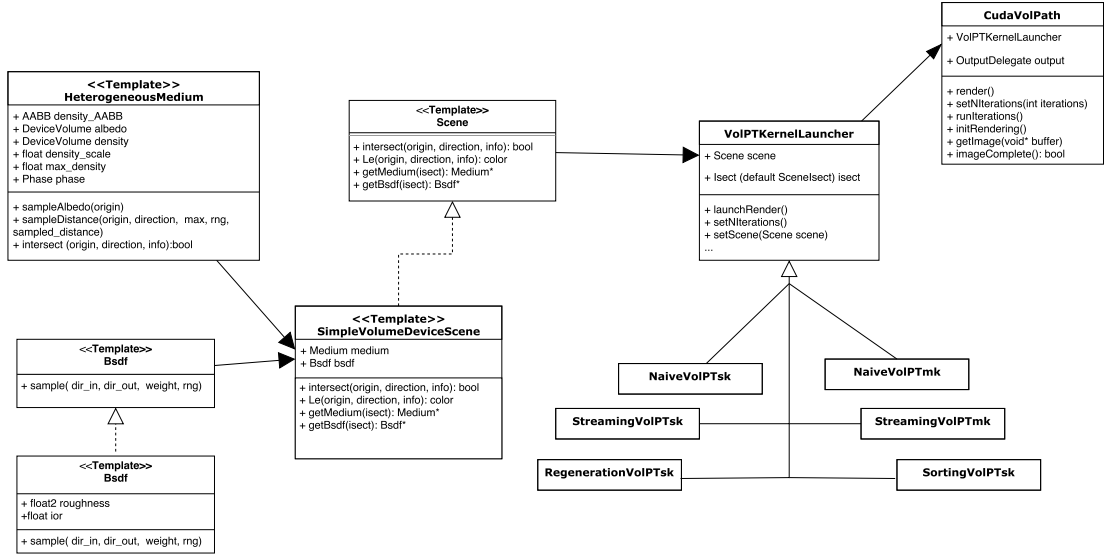 CudaVolPath
+ VolPTKernelLauncher
+ OutputDelegate output
+ render()
+ setNIterations(int iterations)
+ runIterations()
+ initRendering()
+ getImage(void* buffer)
+ imageComplete(): bool
<<Template>>
HeterogeneousMedium
+ AABB density_AABB
+ DeviceVolume albedo
+ DeviceVolume density
+ float density_scale
+ float max_density
+ Phase phase
+ sampleAlbedo(origin)
+ sampleDistance(origin, direction,  max, rng,
sampled_distance)
+ intersect (origin, direction, info):bool
<<Template>>
Scene
+ intersect(origin, direction, info): bool
+ Le(origin, direction, info): color
+ getMedium(isect): Medium*
+ getBsdf(isect): Bsdf*
VolPTKernelLauncher
+ Scene scene
+ Isect (default SceneIsect) isect
+ launchRender()
+ setNIterations()
+ setScene(Scene scene)
...
<<Template>>
SimpleVolumeDeviceScene
+ Medium medium
+ Bsdf bsdf
+ intersect(origin, direction, info): bool
+ Le(origin, direction, info): color
+ getMedium(isect): Medium*
+ getBsdf(isect): Bsdf*
<<Template>>
Bsdf
+ sample( dir_in, dir_out,  weight, rng)
<<Template>>
Bsdf
+ float2 roughness
+float ior
+ sample( dir_in, dir_out,  weight, rng)
NaiveVolPTsk
NaiveVolPTmk
StreamingVolPTsk
StreamingVolPTmk
RegenerationVolPTsk
SortingVolPTsk